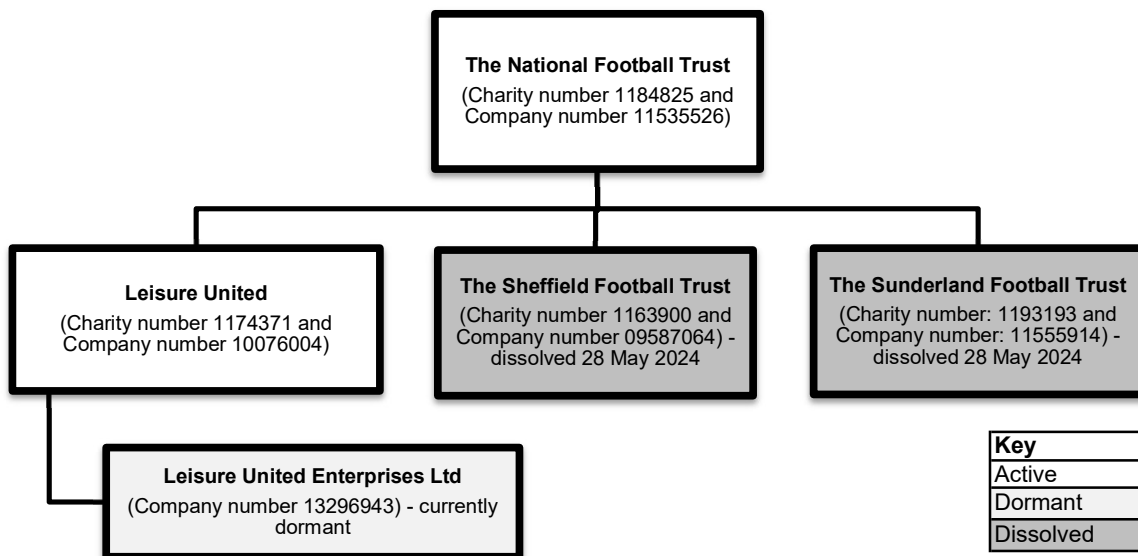 The National Football Trust
(Charity number 1184825 and
Company number 11535526)
Leisure United
(Charity number 1174371 and
Company number 10076004)
The Sheffield Football Trust
(Charity number 1163900 and
Company number 09587064) -
dissolved 28 May 2024
The Sunderland Football Trust
(Charity number: 1193193 and
Company number: 11555914) -
dissolved 28 May 2024
Leisure United Enterprises Ltd
(Company number 13296943) - currently
dormant
Key
Active
Dormant
Dissolved